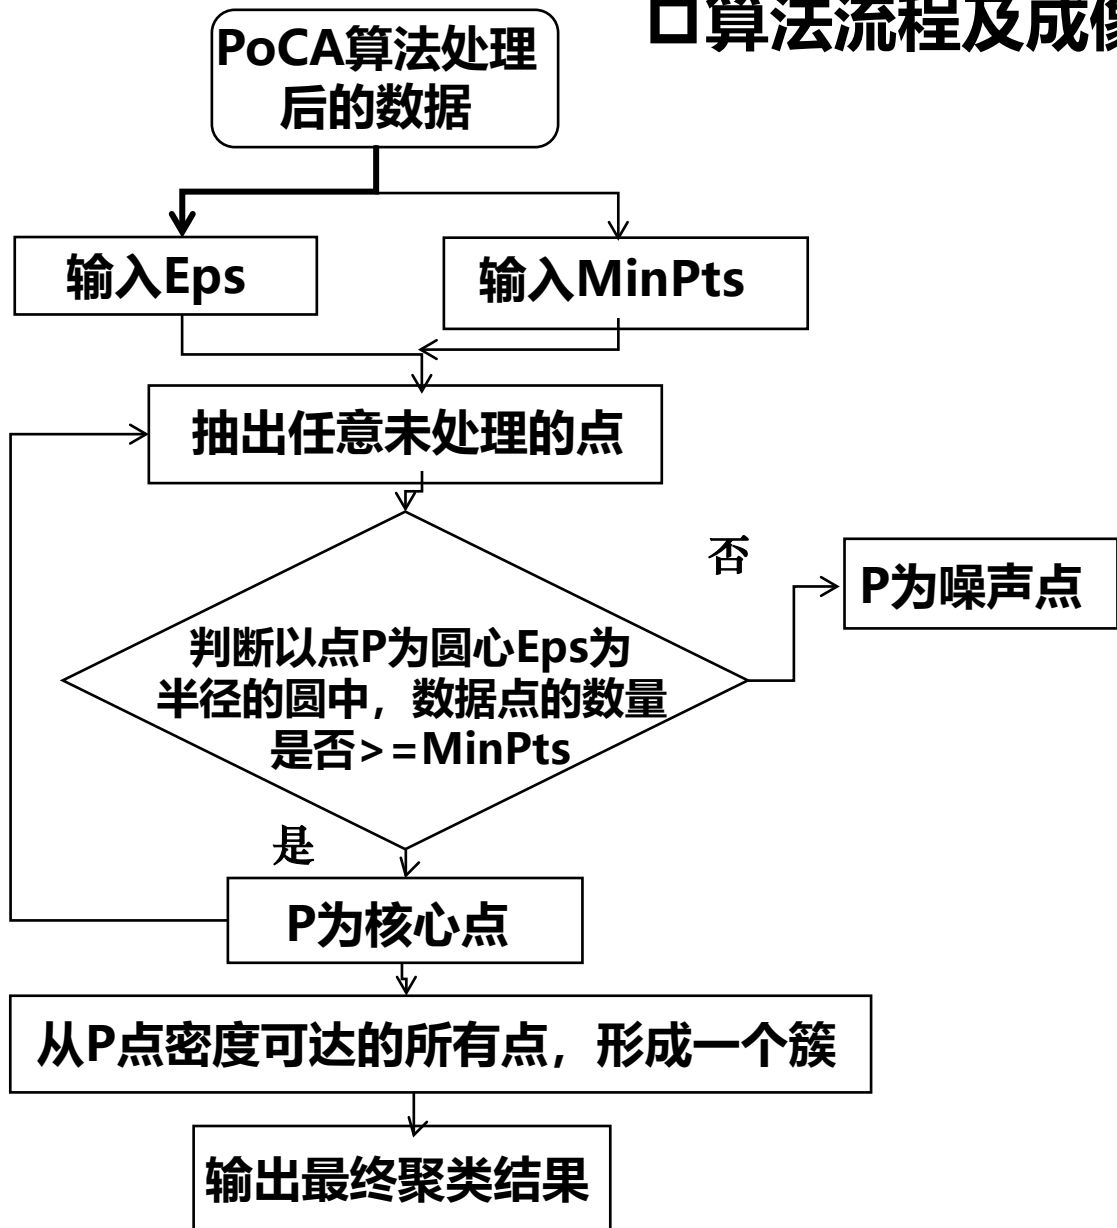 口算法流程及成像
PoCA算法处理
后的数据
输入Eps
输入MinPts
抽出任意未处理的点
否
P为噪声点
判断以点P为圆心Eps为
半径的圆中，数据点的数量
是否>=MinPts
是
P为核心点
从P点密度可达的所有点，形成一个簇
输出最终聚类结果